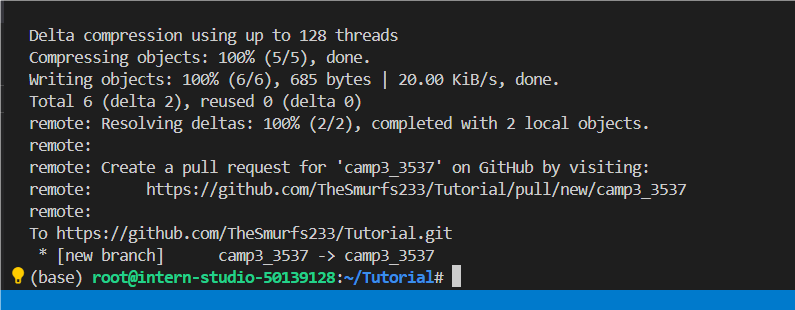 Delta compression using up to 128 threads
Compressing objects: 100% (5/5), done.
Writing objects: 100% (6/6), 685 bytes | 20.00 KiB/s, done.
Total 6 (delta 2), reused 0 (delta 0)
remote: Resolving deltas: 100% (2/2), completed with 2 local objects.
remote:
remote: Create a pull request for 'camp3_3537' on GitHub by visiting:
remote:      https://github.com/TheSmurfs233/Tutorial/pull/new/camp3_3537
remote:
To https://github.com/TheSmurfs233/Tutorial.git
 * [new branch]      camp3_3537 -> camp3_3537
(base) root@intern-studio-50139128:~/Tutorial#